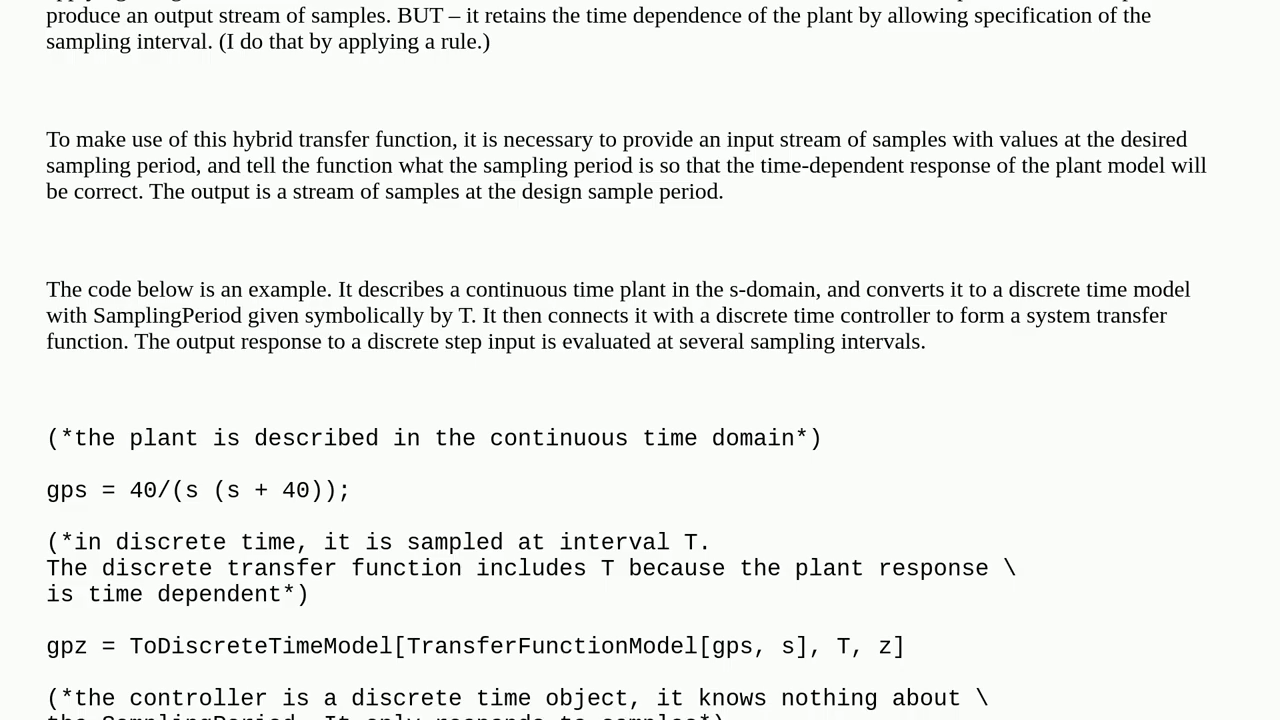 produce an output stream of samples. BUT – it retains the time dependence of the plant by allowing specification of the
sampling interval. (I do that by applying a rule.)
To make use of this hybrid transfer function, it is necessary to provide an input stream of samples with values at the desired
sampling period, and tell the function what the sampling period is so that the time-dependent response of the plant model will
be correct. The output is a stream of samples at the design sample period.
The code below is an example. It describes a continuous time plant in the s-domain, and converts it to a discrete time model
with SamplingPeriod given symbolically by T. It then connects it with a discrete time controller to form a system transfer
function. The output response to a discrete step input is evaluated at several sampling intervals.
(*the plant is described in the continuous time domain*)
gps = 40/(s (s + 40));
(*in discrete time, it is sampled at interval T.
The discrete transfer function includes T because the plant response \
is time dependent*)
gpz = ToDiscreteTimeModel[TransferFunctionModel[gps, s], T, z]
(*the controller is a discrete time object, it knows nothing about \
the SamplingPeriod. It only responds to samples*)